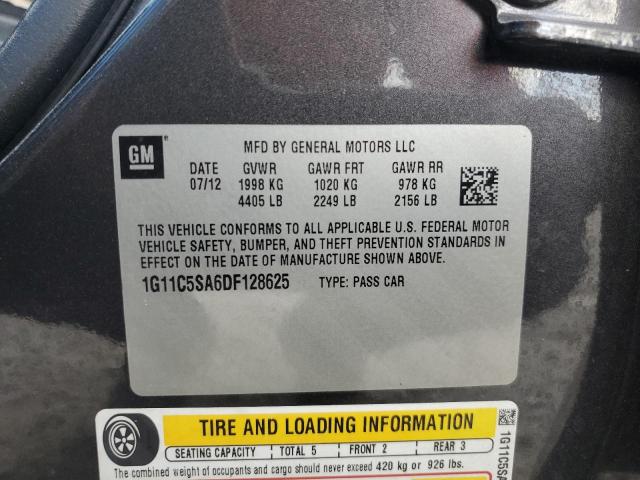 GM
MFD BY GENERAL MOTORS LLC
DATE GVWR GAWR FRT GAWR RR
07/12 1998 KG 1020 KG 978 KG
4405 LB 2249 LB 2156 LB
THIS VEHICLE CONFORMS TO ALL APPLICABLE U.S. FEDERAL MOTOR
VEHICLE SAFETY, BUMPER, AND THEFT PREVENTION STANDARDS IN
EFFECT ON THE DATE OF MANUFACTURE SHOWN ABOVE.
1G11C5SA6DF128625 TYPE: PASS CAR
TIRE AND LOADING INFORMATION
SEATING CAPACITY TOTAL 5 FRONT 2 REAR 3
The combined weight of occupants and cargo should never exceed 420 kg or 926 lbs.
1G11C5SA